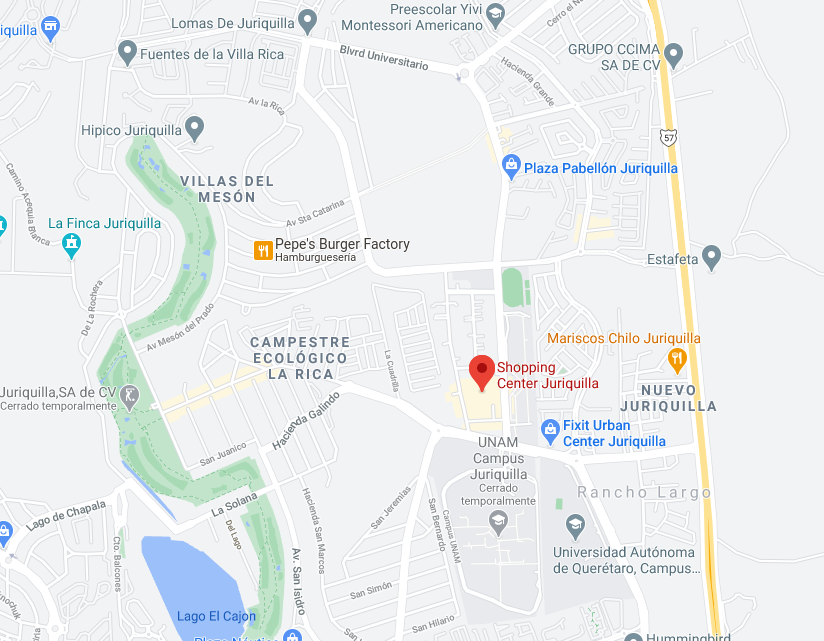 Preescolar Yivi
Montessori Americano
Lomas De Juriquilla
iquilla
Cerro el N
Fuentes de la Villa Rica
Blvrd Universitario
GRUPO CCIMA
SA DE CV
Hacienda Grande
Av la Rica
Hipico Juriquilla
57
Plaza Pabellón Juriquilla
Camino Acequia Blanca
VILLAS DEL
MESÓN
Av Sta Catarina
La Finca Juriquilla
Pepe's Burger Factory
Hamburguesería
Estafeta
De La Rochera
Av Mesón del Prado
CAMPESTRE
ECOLÓGICO
LA RICA
Mariscos Chilo Juriquilla
La Cuadrilla
Shopping
Center Juriquilla
Juriquilla,SA de CV
Cerrado temporalmente
NUEVO
JURIQUILLA
Hacienda Galindo
Fixit Urban
Center Juriquilla
UNAM
Campus
Juriquilla
Cerrado
temporalmente
San Juanico
Rancho Largo
La Solana
Lago de Chapala
San Jeremías
Hacienda San Marcos
San Bernardo
Campus UNAM
Del Lago
Cto. Balcones
Av. San Isidro
Universidad Autónoma
de Querétaro, Campus...
San Simón
nochuk
Lago El Cajon
San Hilario
Plaza Náutica
Hummingbird